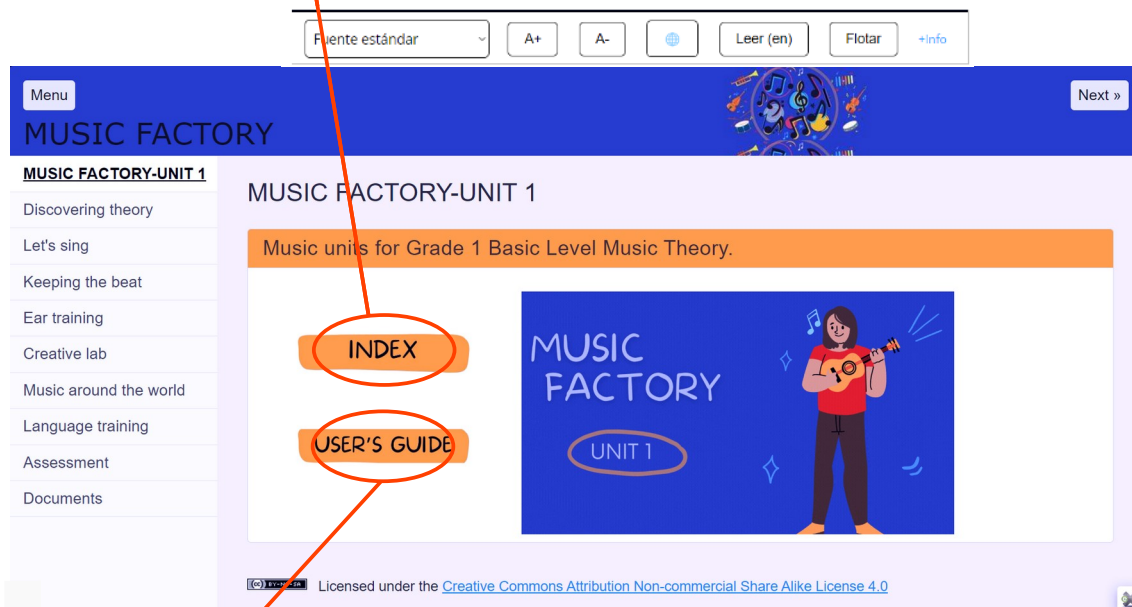 Fuente estándar A+ A- Leer (en) Flotar +Info
Menu Next »
MUSIC FACTORY
MUSIC FACTORY-UNIT 1
Discovering theory
Let's sing
Keeping the beat
Ear training
Creative lab
Music around the world
Language training
Assessment
Documents
MUSIC FACTORY-UNIT 1
Music units for Grade 1 Basic Level Music Theory.
INDEX
USER'S GUIDE
MUSIC
FACTORY
UNIT 1
Licensed under the Creative Commons Attribution Non-commercial Share Alike License 4.0